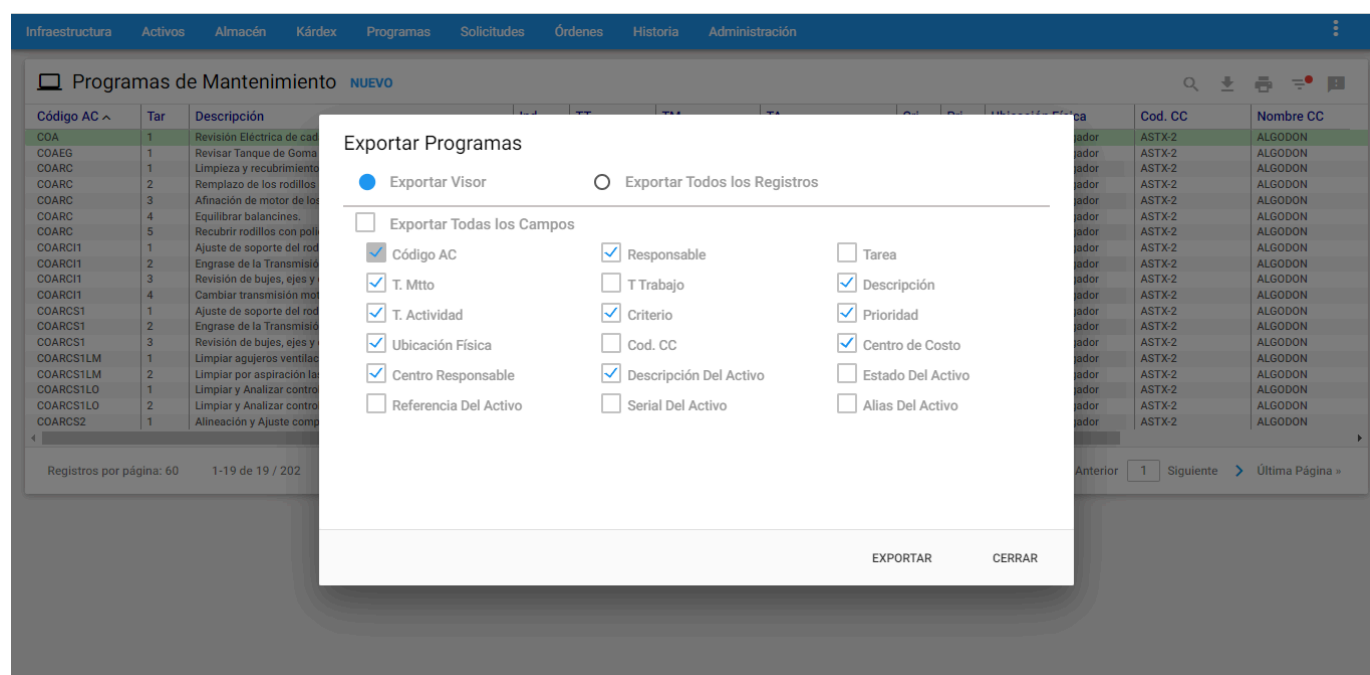 Infraestructura Activos Almacén Kárdex Programas Solicitudes Órdenes Historia Administración
Programas de Mantenimiento NUEVO
Código AC Tar Descripción Cod. CC Nombre CC
COA 1 Revisión Eléctrica de cad ASTX-2 ALGODON
COAEG 1 Revisar Tanque de Goma ASTX-2 ALGODON
COARC 1 Limpieza y recubrimiento ASTX-2 ALGODON
COARC 2 Remplazo de los rodillos ASTX-2 ALGODON
COARC 3 Afinación de motor de los ASTX-2 ALGODON
COARC 4 Equilibrar balancines. ASTX-2 ALGODON
COARC 5 Recubrir rodillos con poli ASTX-2 ALGODON
COARCI1 1 Ajuste de soporte del rod ASTX-2 ALGODON
COARCI1 2 Engrase de la Transmisió ASTX-2 ALGODON
COARCI1 3 Revisión de bujes, ejes y ASTX-2 ALGODON
COARCI1 4 Cambiar transmisión mot ASTX-2 ALGODON
COARCS1 1 Ajuste de soporte del rod ASTX-2 ALGODON
COARCS1 2 Engrase de la Transmisió ASTX-2 ALGODON
COARCS1 3 Revisión de bujes, ejes y ASTX-2 ALGODON
COARCS1LM 1 Limpiar agujeros ventilac ASTX-2 ALGODON
COARCS1LM 2 Limpiar por aspiración las ASTX-2 ALGODON
COARCS1LO 1 Limpiar y Analizar contro ASTX-2 ALGODON
COARCS1LO 2 Limpiar y Analizar contro ASTX-2 ALGODON
COARCS2 1 Alineación y Ajuste comp ASTX-2 ALGODON
Registros por página: 60 1-19 de 19 / 202 Anterior 1 Siguiente Última Página »
Exportar Programas
Exportar Visor Exportar Todos los Registros
Exportar Todas los Campos
Código AC Responsable Tarea
T. Mtto T Trabajo Descripción
T. Actividad Criterio Prioridad
Ubicación Física Cod. CC Centro de Costo
Centro Responsable Descripción Del Activo Estado Del Activo
Referencia Del Activo Serial Del Activo Alias Del Activo
EXPORTAR CERRAR